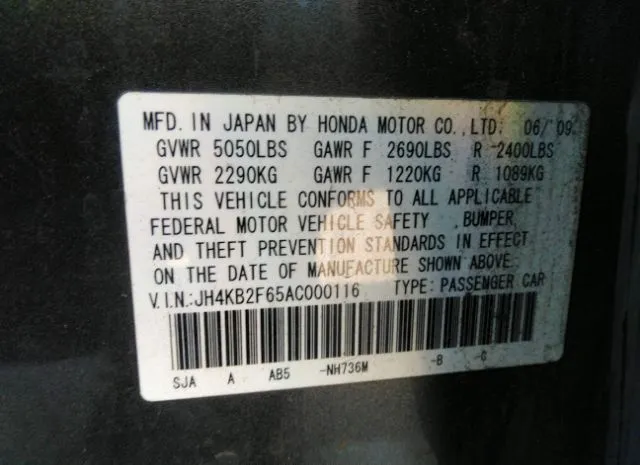 MFD. IN JAPAN BY HONDA MOTOR CO., LTD. 06/'09
GVWR 5050LBS GAWR F 2690LBS R 2400LBS
GVWR 2290KG GAWR F 1220KG R 1089KG
THIS VEHICLE CONFORMS TO ALL APPLICABLE
FEDERAL MOTOR VEHICLE SAFETY , BUMPER
AND THEFT PREVENTION STANDARDS IN EFFECT
ON THE DATE OF MANUFACTURE SHOWN ABOVE.
V.I.N.:JH4KB2F65AC000116 TYPE: PASSENGER CAR
SJA A AB5 -NH736M -B -C